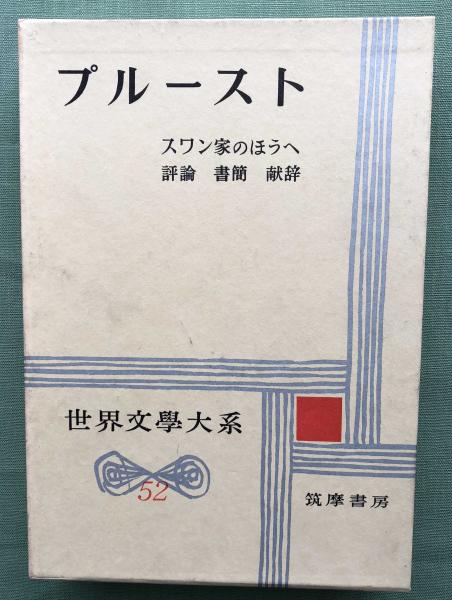 プルースト
スワン家のほうへ
評論 書簡 献辞
世界文學大系
52
筑摩書房